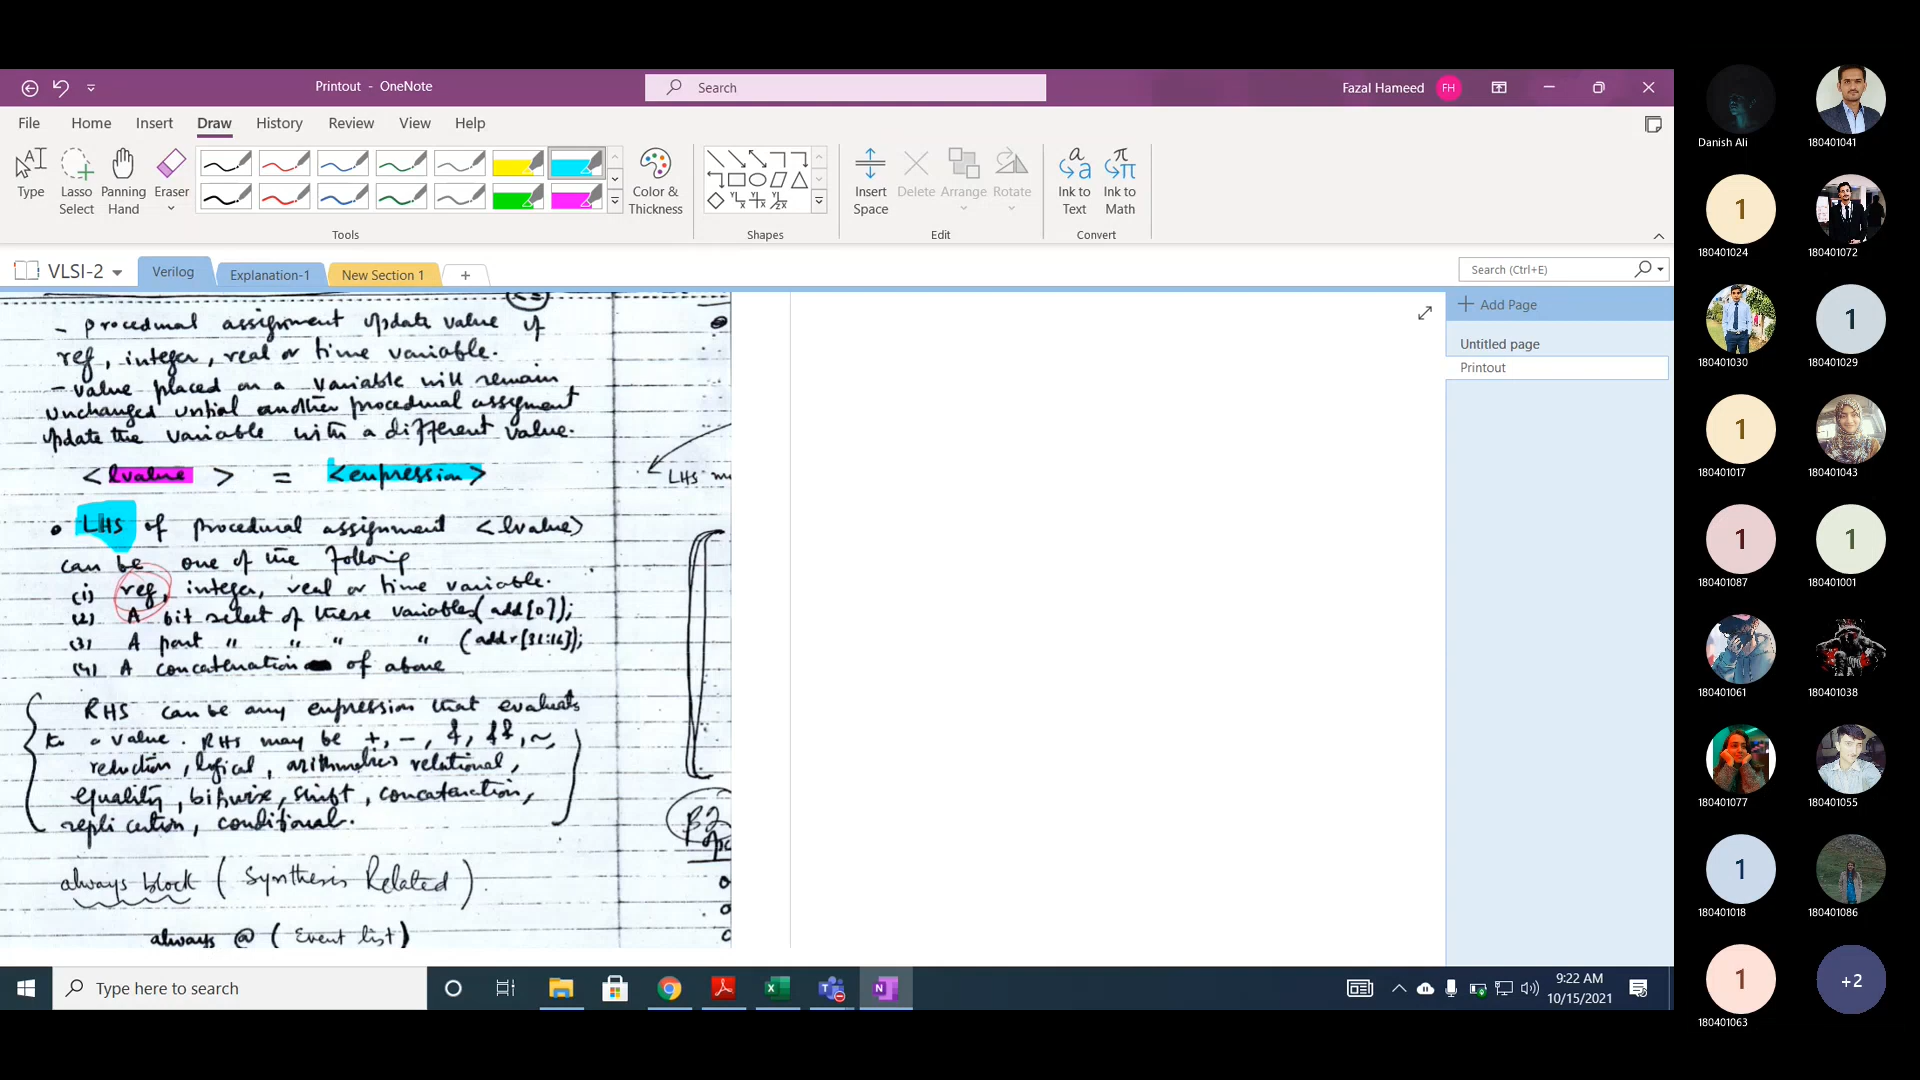 Printout - OneNote
Search
Fazal Hameed
FH
File
Home
Insert
Draw
History
Review
View
Help
Type
Lasso
Select
Panning
Hand
Eraser
Color &
Thickness
Tools
Shapes
Insert
Space
Delete
Arrange
Rotate
Edit
Ink to
Text
Ink to
Math
Convert
VLSI-2
Verilog
Explanation-1
New Section 1
Search (Ctrl+E)
Add Page
Untitled page
Printout
- procedural assignment update value of
reg, integer, real or time variable.
- value placed on a variable will remain
unchanged until another procedural assignment
update the variable with a different value.
<lvalue> = <expression>
• LHS of procedural assignment <lvalue>
can be one of the following
(i) reg, integer, real or time variable.
(2) A bit select of these variables (add[0]);
(3) A part " " " " (addr[31:16]);
(4) A concatenation of above
RHS can be any expression that evaluates
to a value. RHS may be +, -, &, &&, ~,
reduction, logical, arithmetic relational,
equality, bitwise, shift, concatenation,
replication, conditional.
always block (Synthesis Related).
always @ (Event list)
LHS
Type here to search
9:22 AM
10/15/2021
Danish Ali
180401041
1
180401024
180401072
180401030
1
180401029
1
180401017
180401043
1
180401087
1
180401001
180401061
180401038
180401077
180401055
1
180401018
180401086
1
180401063
+2